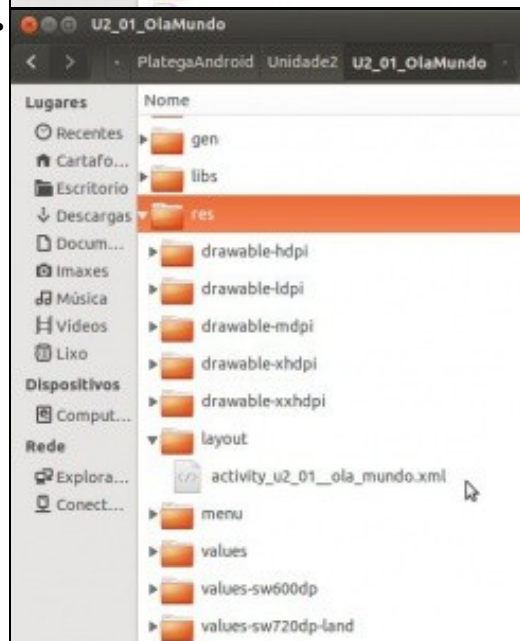 U2_01_OlaMundo
PlategaAndroid Unidade2 U2_01_OlaMundo
Lugares
Recentes
Cartafo...
Escritorio
Descargas
Docum...
Imaxes
Música
Vídeos
Lixo
Dispositivos
Comput...
Rede
Explora...
Conect...
Nome
gen
libs
res
drawable-hdpi
drawable-ldpi
drawable-mdpi
drawable-xhdpi
drawable-xxhdpi
layout
activity_u2_01__ola_mundo.xml
menu
values
values-sw600dp
values-sw720dp-land